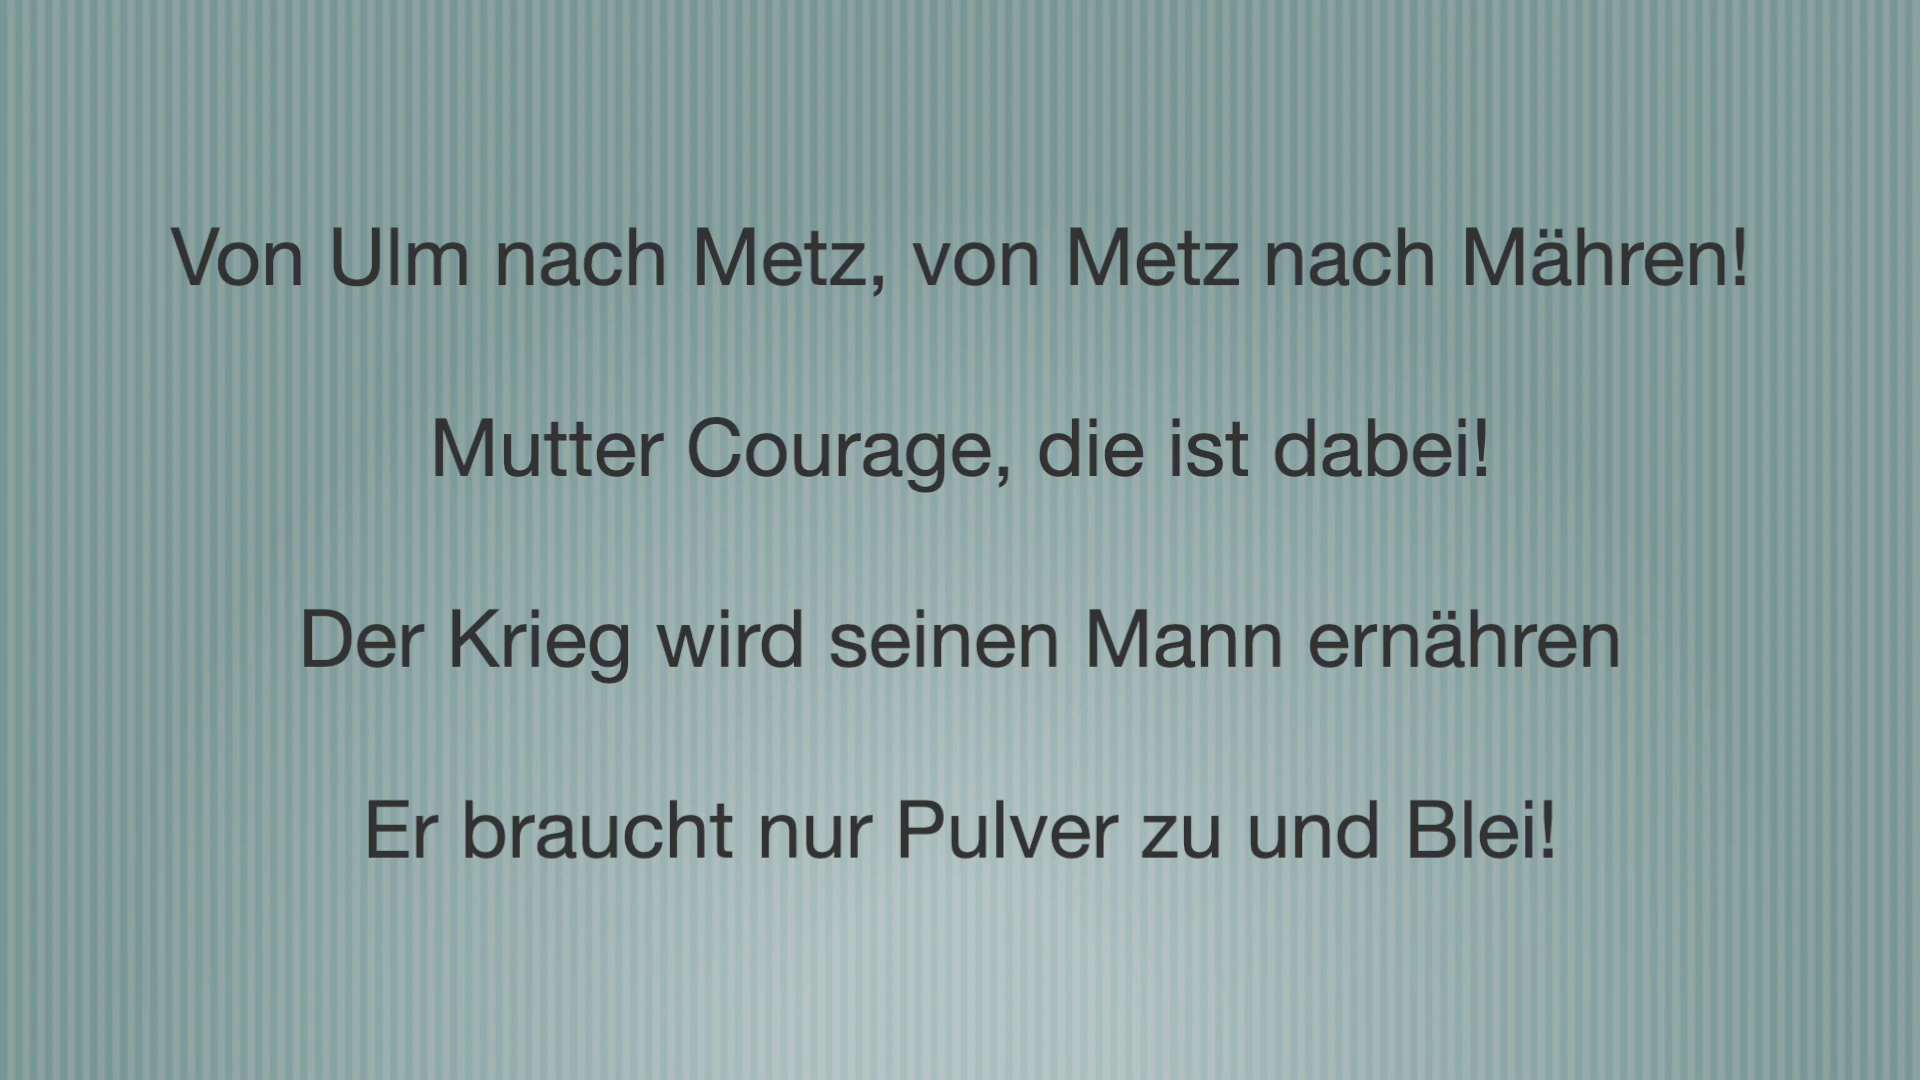 Von Ulm nach Metz, von Metz nach Mähren!
Mutter Courage, die ist dabei!
Der Krieg wird seinen Mann ernähren
Er braucht nur Pulver zu und Blei!